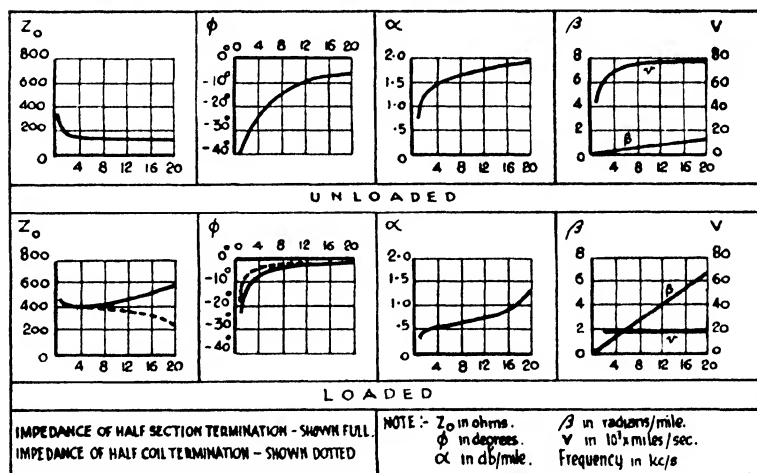 Z₀ φ α β V
800 0° 2.0 8 80
600 -10° 1.5 6 60
400 -20° 1.0 4 40
200 -30° .5 2 20
0 -40° 0 0 0
4 8 12 16 20
0 4 8 12 16 20
4 8 12 16 20
4 8 12 16 20
v
β
UNLOADED
Z₀ φ α β V
800 0° 2.0 8 80
600 -10° 1.5 6 60
400 -20° 1.0 4 40
200 -30° .5 2 20
0 -40° 0 0 0
4 8 12 16 20
0 4 8 12 16 20
4 8 12 16 20
4 8 12 16 20
β
v
LOADED
IMPEDANCE OF HALF SECTION TERMINATION - SHOWN FULL.
IMPEDANCE OF HALF COIL TERMINATION - SHOWN DOTTED
NOTE :- Z₀ in ohms. β in radians/mile.
φ in degrees. V in 10³ x miles/sec.
α in db/mile. Frequency in kc/s